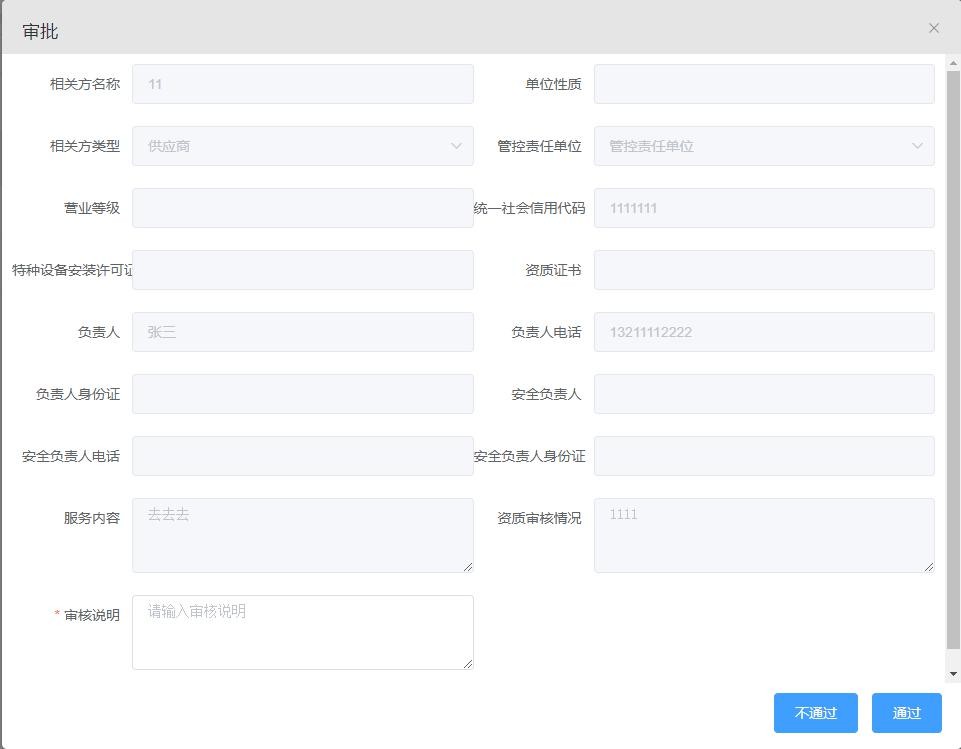 审批
相关方名称 11 单位性质
相关方类型 供应商 管控责任单位 管控责任单位
营业等级 统一社会信用代码 1111111
特种设备安装许可证 资质证书
负责人 张三 负责人电话 13211112222
负责人身份证 安全负责人
安全负责人电话 安全负责人身份证
服务内容 去去去 资质审核情况 1111
* 审核说明 请输入审核说明
不通过 通过